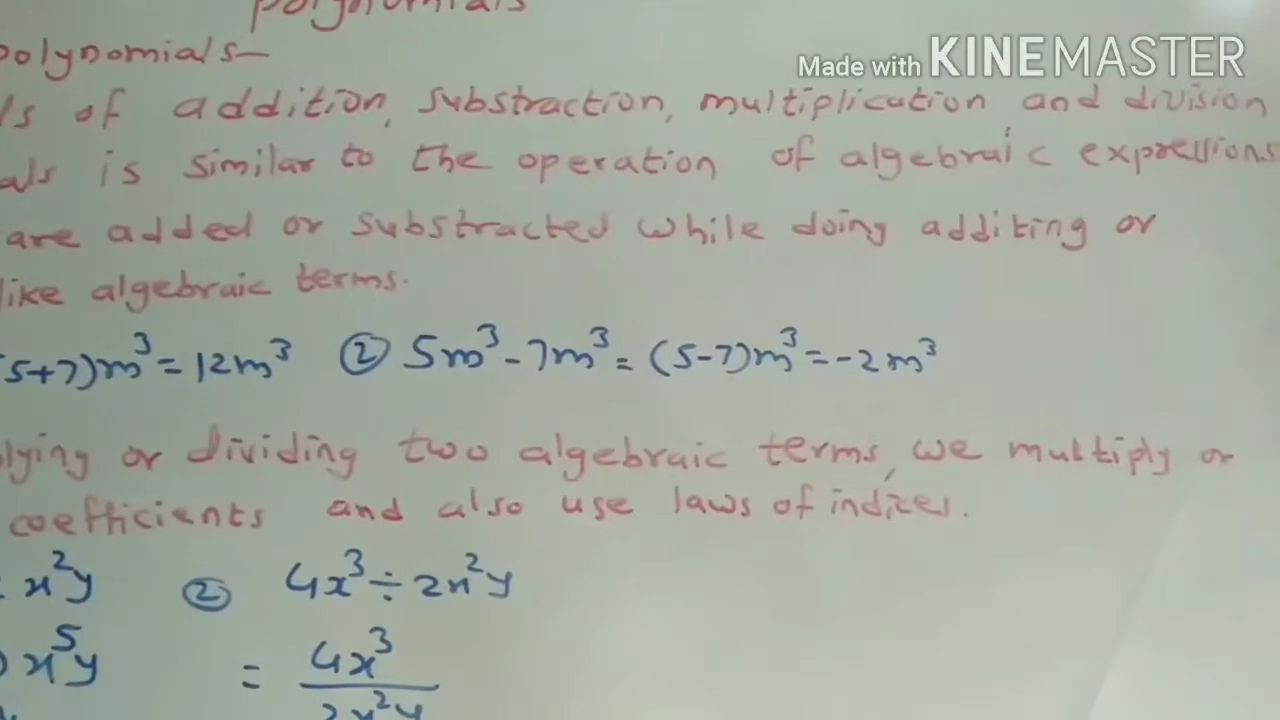 polynomials
polynomials—
Made with KINEMASTER
ls of addition, substraction, multiplication and division
als is similar to the operation of algebraic expressions
are added or substracted while doing additing or
like algebraic terms.
5+7)m³ = 12m³ ② 5m³ - 7m³ = (5-7)m³ = -2m³
lying or dividing two algebraic terms, we multiply or
coefficients and also use laws of indices.
x²y ② 4x³ ÷ 2x²y
x⁵y = 4x³
2x²y